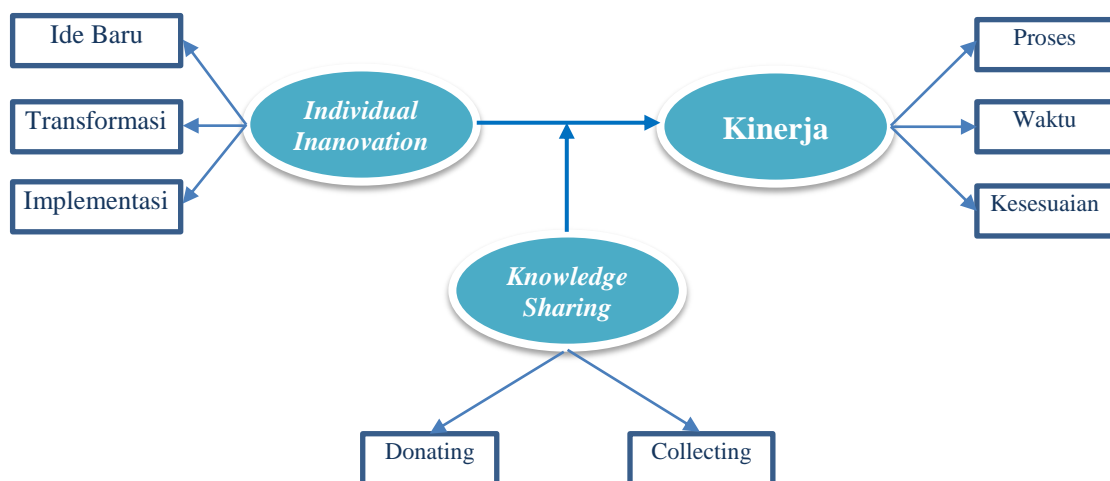 Ide Baru
Transformasi
Implementasi
Individual
Inanovation
Kinerja
Proses
Waktu
Kesesuaian
Knowledge
Sharing
Donating
Collecting